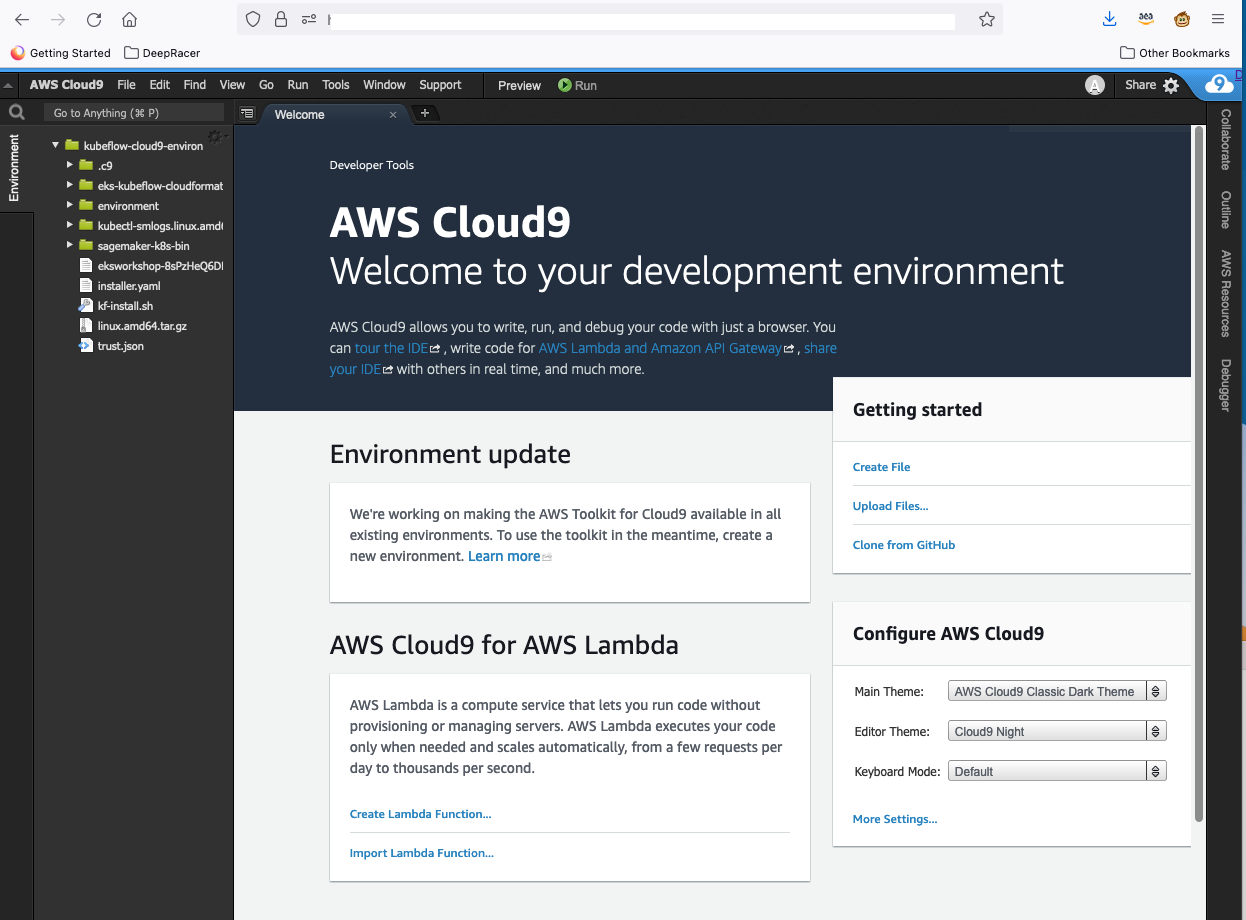 Getting Started DeepRacer Other Bookmarks
AWS Cloud9 File Edit Find View Go Run Tools Window Support Preview Run A Share 9
Go to Anything (⌘ P) Welcome
Environment
kubeflow-cloud9-environ
.c9
eks-kubeflow-cloudformat
environment
kubectl-smlogs.linux.amd
sagemaker-k8s-bin
eksworkshop-8sPzHeQ6D
installer.yaml
kf-install.sh
linux.amd64.tar.gz
trust.json
Developer Tools
AWS Cloud9
Welcome to your development environment
AWS Cloud9 allows you to write, run, and debug your code with just a browser. You
can tour the IDE , write code for AWS Lambda and Amazon API Gateway , share
your IDE with others in real time, and much more.
Environment update
We're working on making the AWS Toolkit for Cloud9 available in all
existing environments. To use the toolkit in the meantime, create a
new environment. Learn more
AWS Cloud9 for AWS Lambda
AWS Lambda is a compute service that lets you run code without
provisioning or managing servers. AWS Lambda executes your code
only when needed and scales automatically, from a few requests per
day to thousands per second.
Create Lambda Function...
Import Lambda Function...
Getting started
Create File
Upload Files...
Clone from GitHub
Configure AWS Cloud9
Main Theme: AWS Cloud9 Classic Dark Theme
Editor Theme: Cloud9 Night
Keyboard Mode: Default
More Settings...
Collaborate
Outline
AWS Resources
Debugger